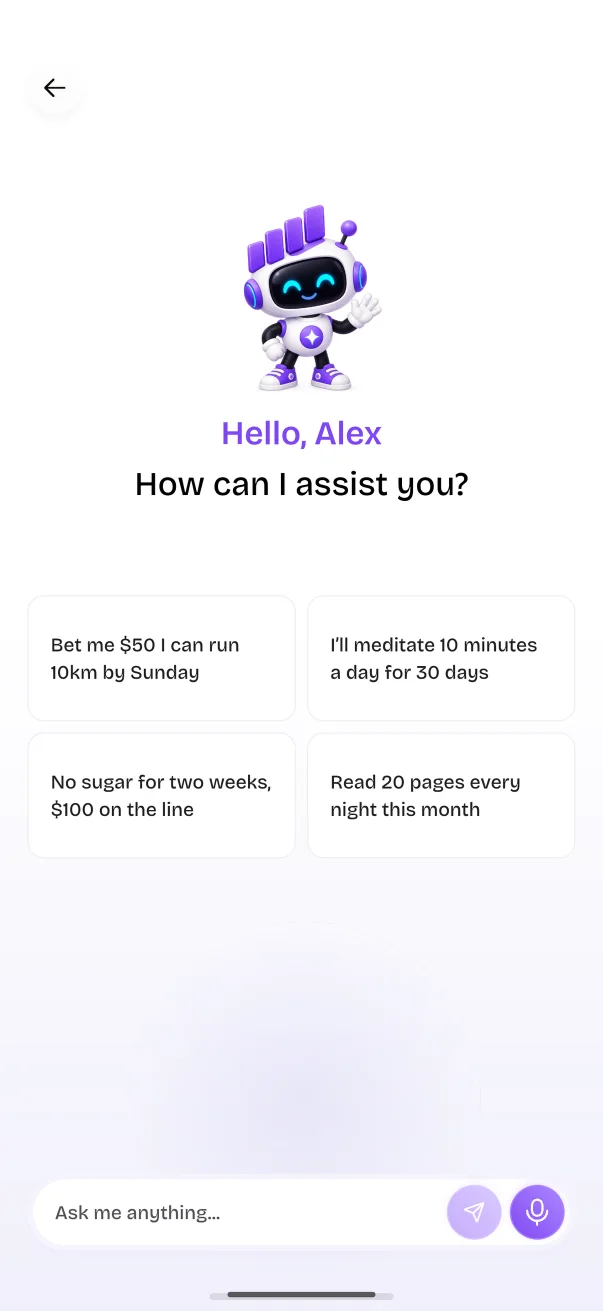 Hello, Alex
How can I assist you?
Bet me $50 I can run
10km by Sunday
I'll meditate 10 minutes
a day for 30 days
No sugar for two weeks,
$100 on the line
Read 20 pages every
night this month
Ask me anything...